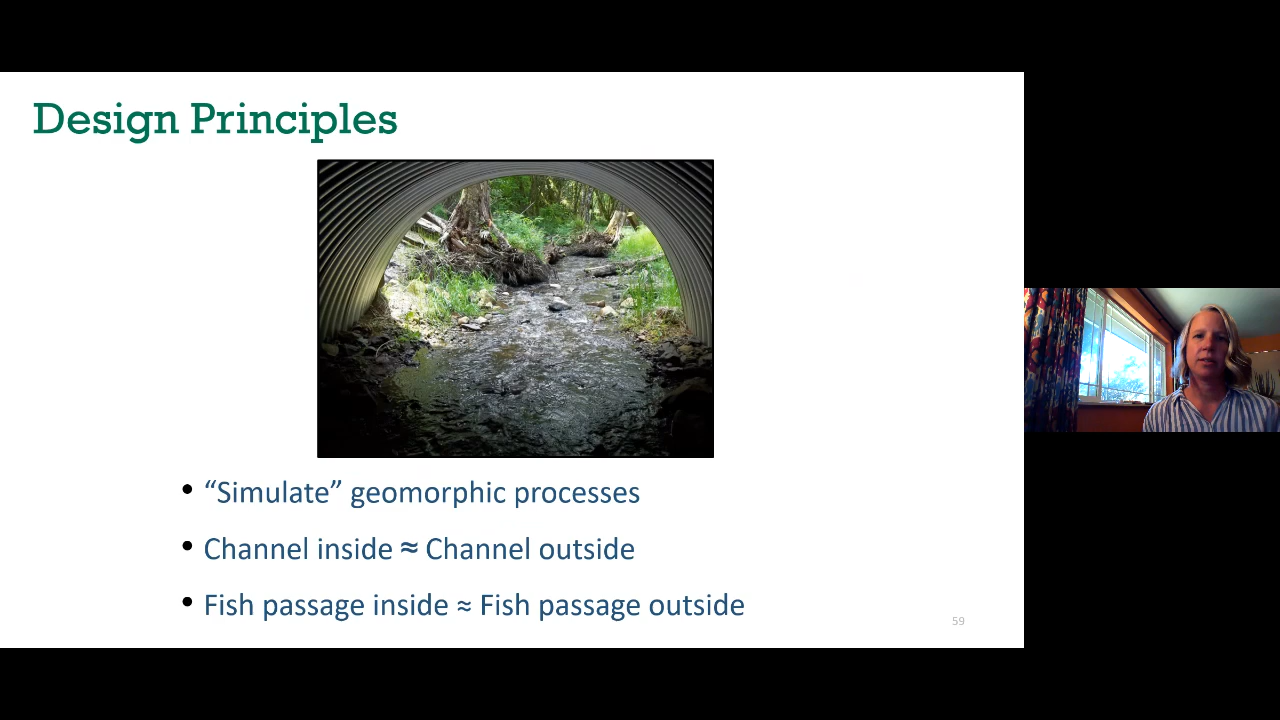 Design Principles
• “Simulate” geomorphic processes
• Channel inside ≈ Channel outside
• Fish passage inside ≈ Fish passage outside
59